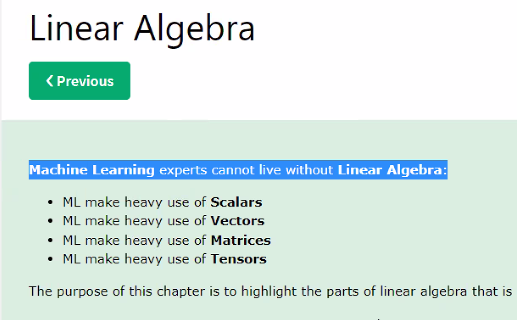 Linear Algebra
❮ Previous
Machine Learning experts cannot live without Linear Algebra:
• ML make heavy use of Scalars
• ML make heavy use of Vectors
• ML make heavy use of Matrices
• ML make heavy use of Tensors
The purpose of this chapter is to highlight the parts of linear algebra that is